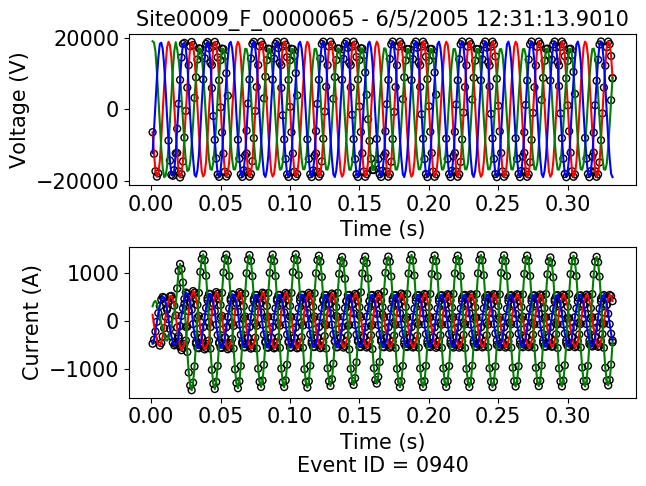 Site0009_F_0000065 - 6/5/2005 12:31:13.9010
20000
0
−20000
Voltage (V)
0.00 0.05 0.10 0.15 0.20 0.25 0.30
Time (s)
1000
0
−1000
Current (A)
0.00 0.05 0.10 0.15 0.20 0.25 0.30
Time (s)
Event ID = 0940